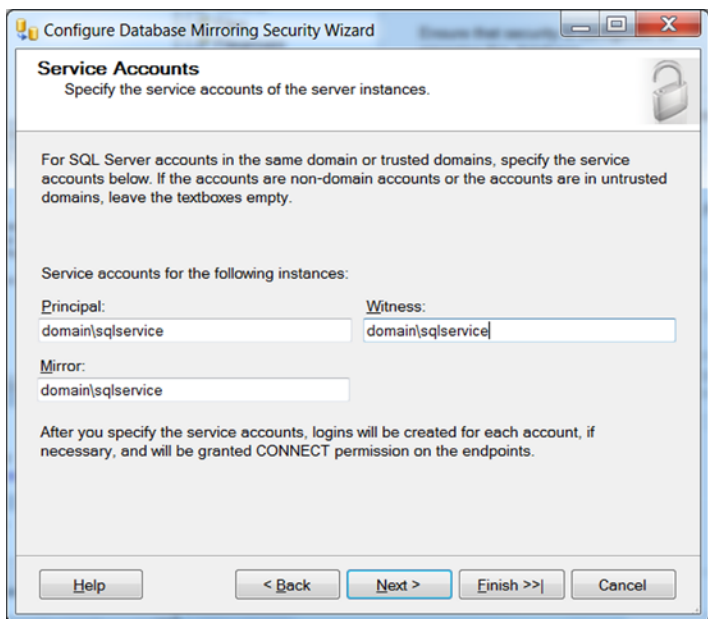 Configure Database Mirroring Security Wizard
Service Accounts
Specify the service accounts of the server instances.
For SQL Server accounts in the same domain or trusted domains, specify the service
accounts below. If the accounts are non-domain accounts or the accounts are in untrusted
domains, leave the textboxes empty.
Service accounts for the following instances:
Principal: Witness:
domain\sqlservice domain\sqlservice
Mirror:
domain\sqlservice
After you specify the service accounts, logins will be created for each account, if
necessary, and will be granted CONNECT permission on the endpoints.
Help < Back Next > Finish >>| Cancel